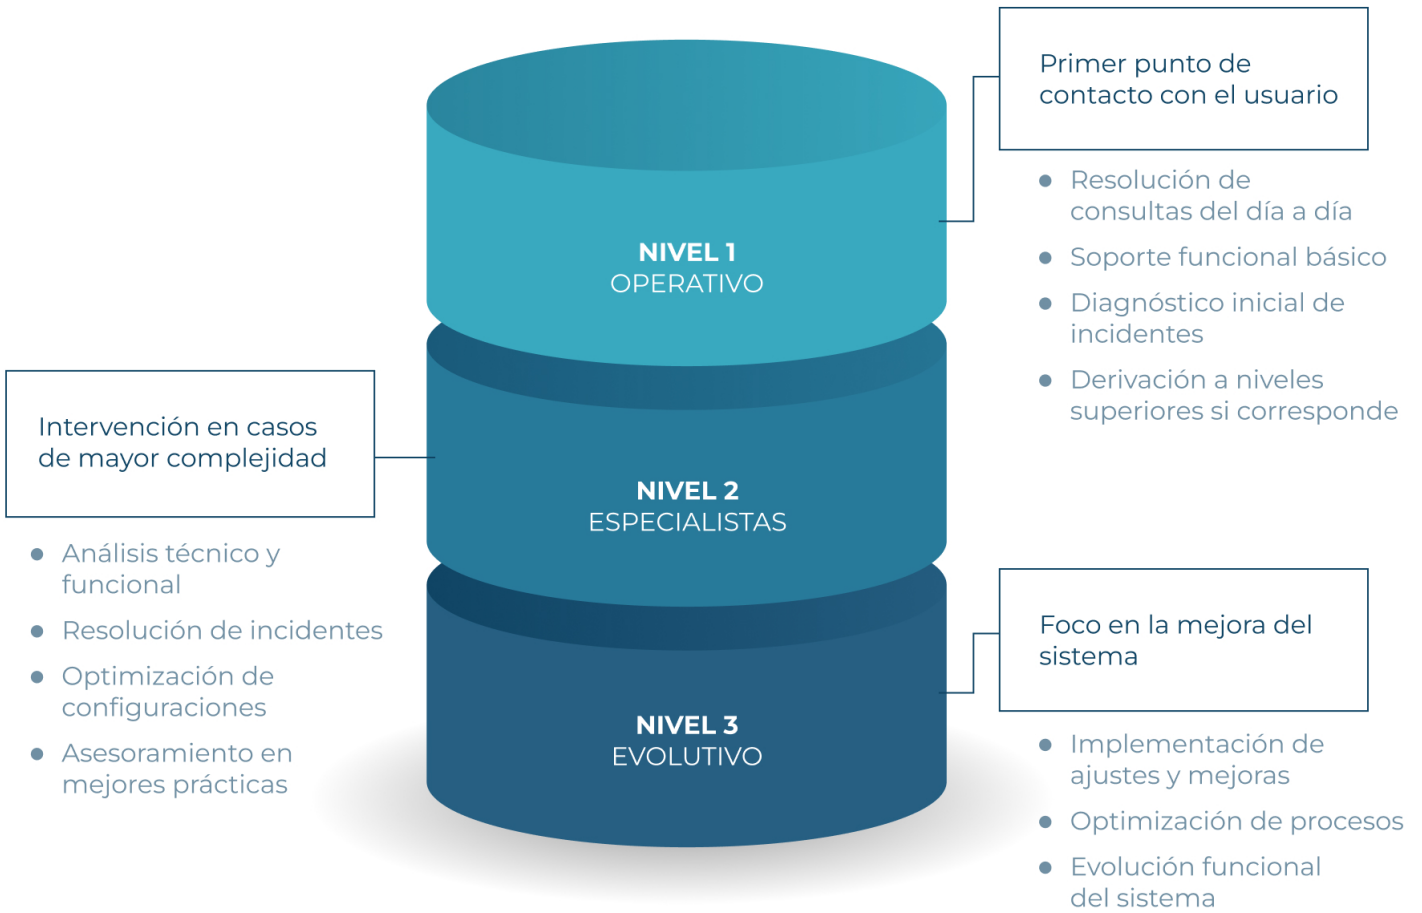 Primer punto de
contacto con el usuario
Resolución de
consultas del día a día
Soporte funcional básico
Diagnóstico inicial de
incidentes
Derivación a niveles
superiores si corresponde
NIVEL 1
OPERATIVO
Intervención en casos
de mayor complejidad
Análisis técnico y
funcional
Resolución de incidentes
Optimización de
configuraciones
Asesoramiento en
mejores prácticas
NIVEL 2
ESPECIALISTAS
Foco en la mejora del
sistema
Implementación de
ajustes y mejoras
Optimización de procesos
Evolución funcional
del sistema
NIVEL 3
EVOLUTIVO